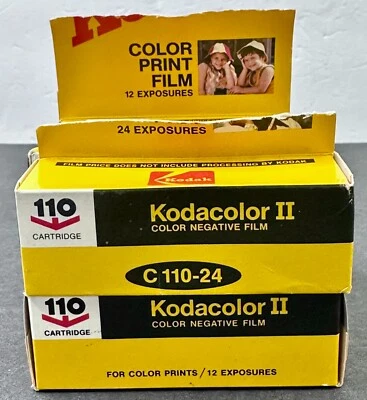 COLOR
PRINT
FILM
12 EXPOSURES
24 EXPOSURES
FILM PRICE DOES NOT INCLUDE PROCESSING BY KODAK
Kodak
110
CARTRIDGE
Kodacolor II
COLOR NEGATIVE FILM
C 110-24
110
CARTRIDGE
Kodacolor II
COLOR NEGATIVE FILM
FOR COLOR PRINTS / 12 EXPOSURES